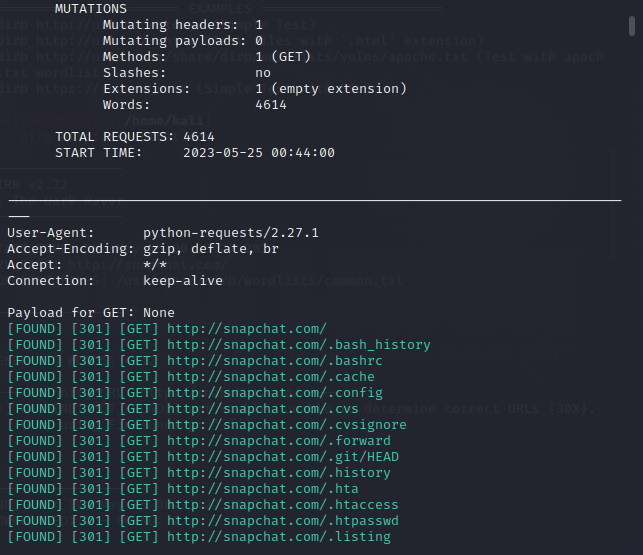 MUTATIONS
Mutating headers: 1
Mutating payloads: 0
Methods: 1 (GET)
Slashes: no
Extensions: 1 (empty extension)
Words: 4614
TOTAL REQUESTS: 4614
START TIME: 2023-05-25 00:44:00
User-Agent: python-requests/2.27.1
Accept-Encoding: gzip, deflate, br
Accept: */*
Connection: keep-alive
Payload for GET: None
[FOUND] [301] [GET] http://snapchat.com/
[FOUND] [301] [GET] http://snapchat.com/.bash_history
[FOUND] [301] [GET] http://snapchat.com/.bashrc
[FOUND] [301] [GET] http://snapchat.com/.cache
[FOUND] [301] [GET] http://snapchat.com/.config
[FOUND] [301] [GET] http://snapchat.com/.cvs
[FOUND] [301] [GET] http://snapchat.com/.cvsignore
[FOUND] [301] [GET] http://snapchat.com/.forward
[FOUND] [301] [GET] http://snapchat.com/.git/HEAD
[FOUND] [301] [GET] http://snapchat.com/.history
[FOUND] [301] [GET] http://snapchat.com/.hta
[FOUND] [301] [GET] http://snapchat.com/.htaccess
[FOUND] [301] [GET] http://snapchat.com/.htpasswd
[FOUND] [301] [GET] http://snapchat.com/.listing